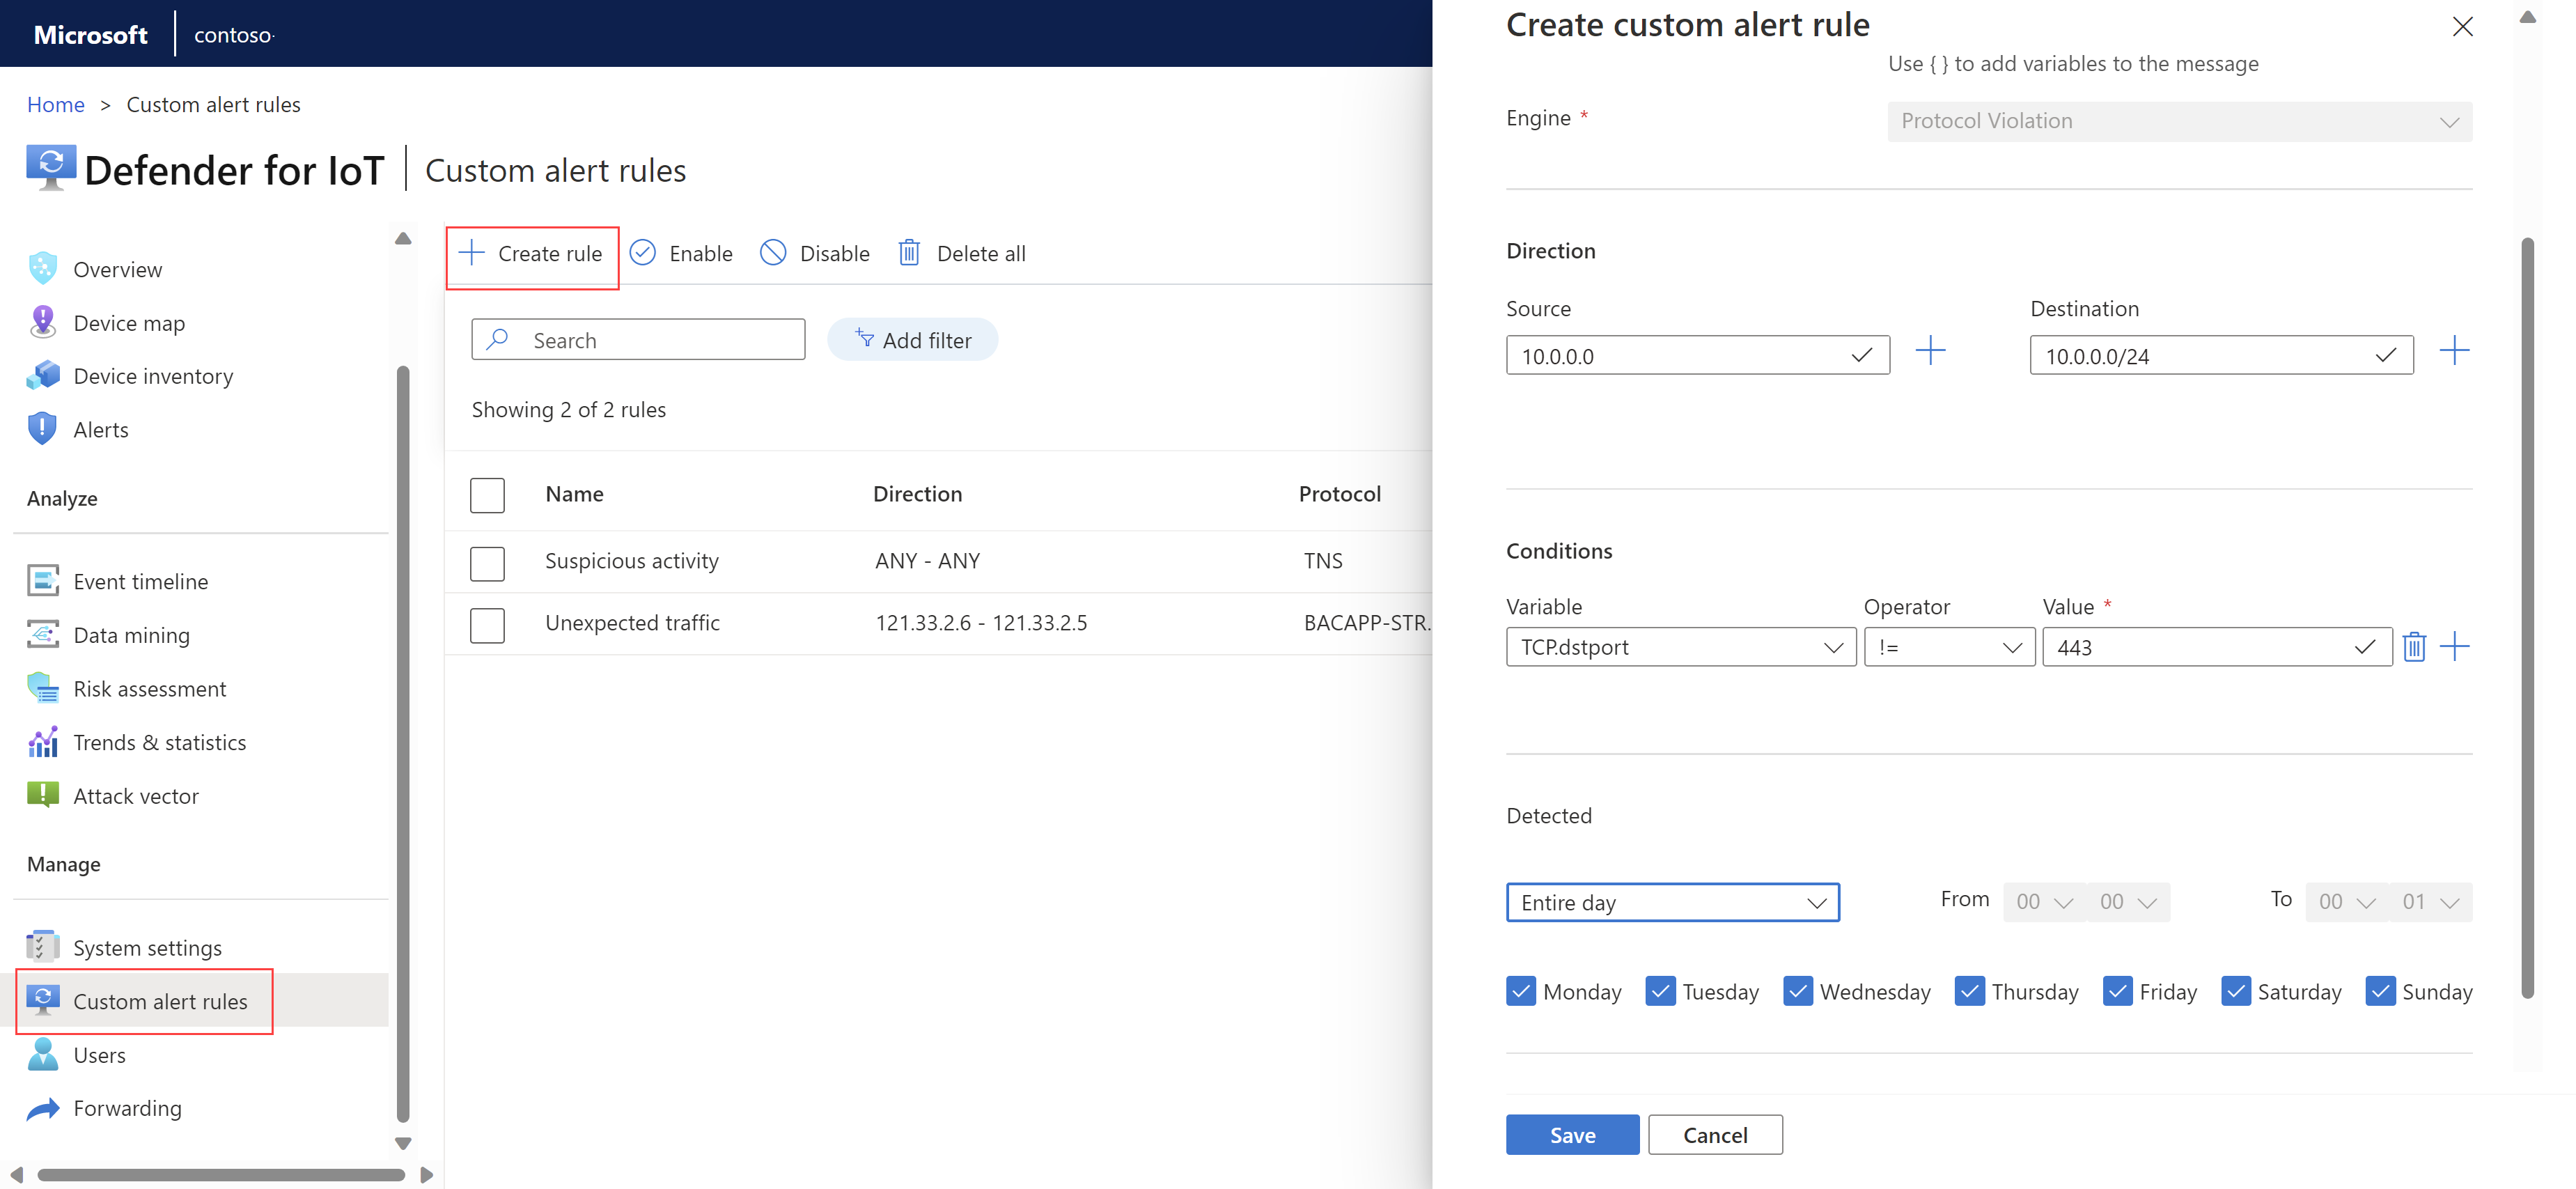 Microsoft
contoso
Home > Custom alert rules
Defender for IoT
Custom alert rules
Overview
Device map
Device inventory
Alerts
Analyze
Event timeline
Data mining
Risk assessment
Trends & statistics
Attack vector
Manage
System settings
Custom alert rules
Users
Forwarding
Create rule Enable Disable Delete all
Search Add filter
Showing 2 of 2 rules
Name Direction Protocol
Suspicious activity ANY - ANY TNS
Unexpected traffic 121.33.2.6 - 121.33.2.5 BACAPP-STR.
Create custom alert rule
Use { } to add variables to the message
Engine * Protocol Violation
Direction
Source Destination
10.0.0.0 10.0.0.0/24
Conditions
Variable Operator Value *
TCP.dstport != 443
Detected
Entire day From 00 00 To 00 01
Monday Tuesday Wednesday Thursday Friday Saturday Sunday
Save Cancel